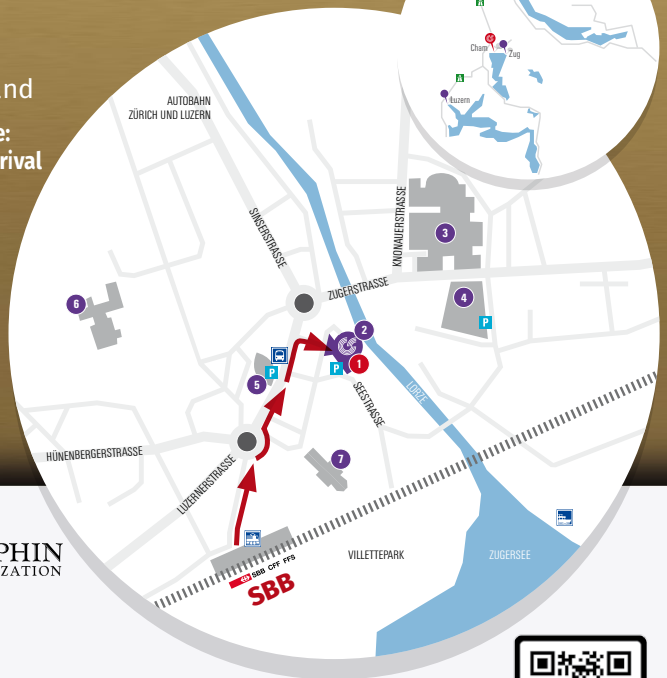 nd
e:
rival
Cham
Zug
Luzern
AUTOBAHN
ZÜRICH UND LUZERN
SINSERSTRASSE
KNONAUERSTRASSE
3
ZUGERSTRASSE
4
P
6
2
1
P
P
5
SEESTRASSE
LORZE
HÜNENBERGERSTRASSE
LUZERNERSTRASSE
7
VILLETTEPARK
ZUGERSEE
SBB CFF FFS
SBB
PHIN
ZATION